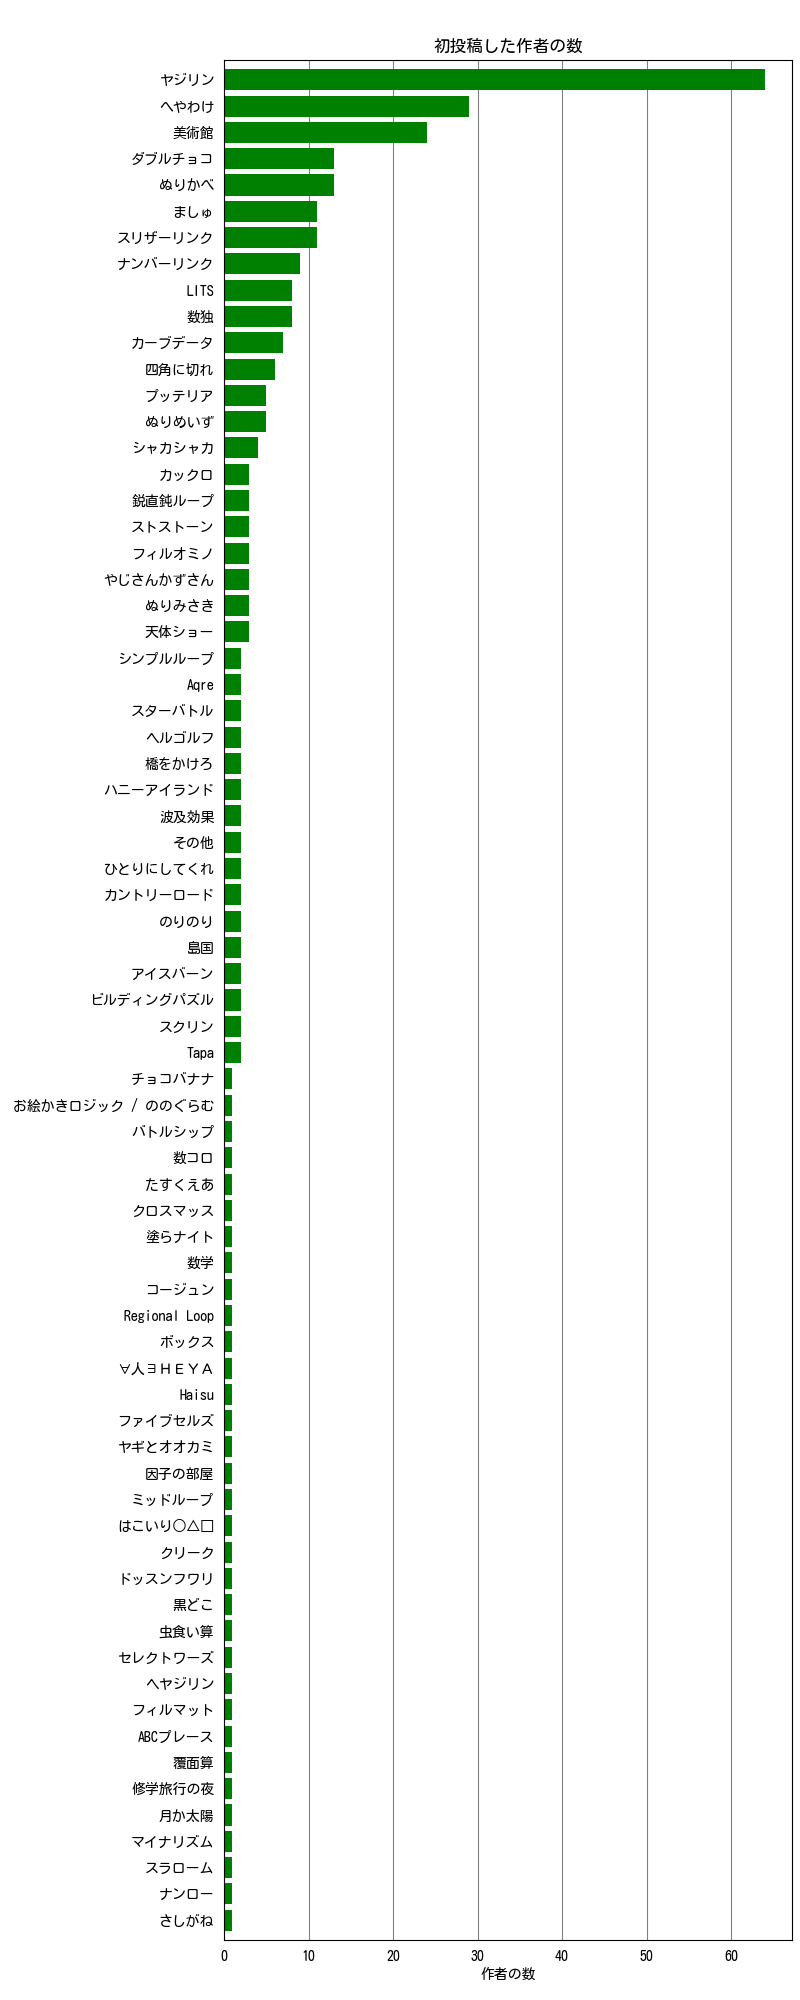 初投稿した作者の数
ヤジリン
へやわけ
美術館
ダブルチョコ
ぬりかべ
ましゅ
スリザーリンク
ナンバーリンク
LITS
数独
カーブデータ
四角に切れ
プッテリア
ぬりめいず
シャカシャカ
カックロ
鋭直鈍ループ
ストストーン
フィルオミノ
やじさんかずさん
ぬりみさき
天体ショー
シンプルループ
Aqre
スターバトル
ヘルゴルフ
橋をかけろ
ハニーアイランド
波及効果
その他
ひとりにしてくれ
カントリーロード
のりのり
島国
アイスバーン
ビルディングパズル
スクリン
Tapa
チョコバナナ
お絵かきロジック / ののぐらむ
バトルシップ
数コロ
たすくえあ
クロスマッス
塗らナイト
数学
コージュン
Regional Loop
ボックス
∀人∃ＨＥＹＡ
Haisu
ファイブセルズ
ヤギとオオカミ
因子の部屋
ミッドループ
はこいり○△□
クリーク
ドッスンフワリ
黒どこ
虫食い算
セレクトワーズ
ヘヤジリン
フィルマット
ABCプレース
覆面算
修学旅行の夜
月か太陽
マイナリズム
スラローム
ナンロー
さしがね
0 10 20 30 40 50 60
作者の数